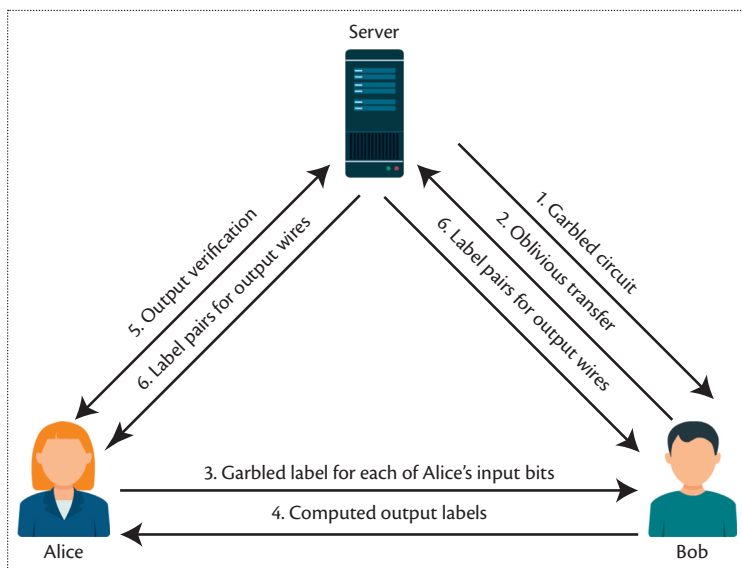 Server
1. Garbled circuit
2. Oblivious transfer
6. Label pairs for output wires
5. Output verification
6. Label pairs for output wires
3. Garbled label for each of Alice's input bits
4. Computed output labels
Alice
Bob